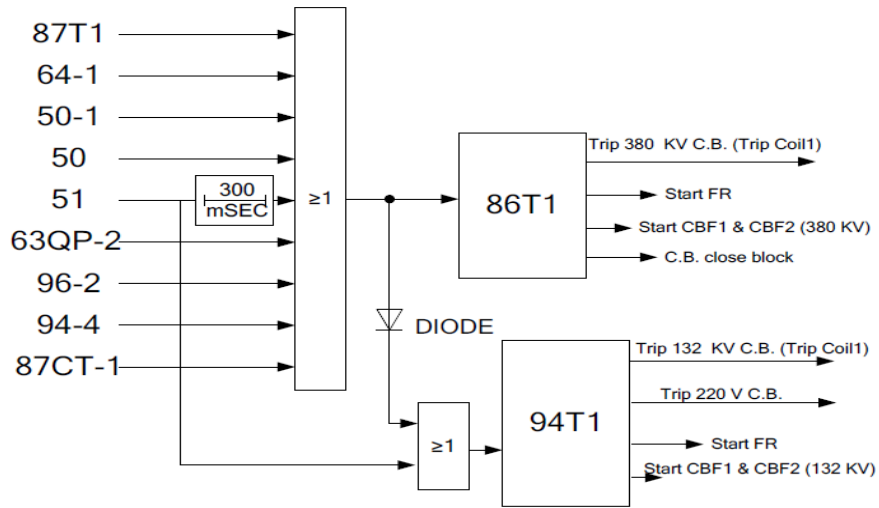 87T1
64-1
50-1
50
51
63QP-2
96-2
94-4
87CT-1
300
mSEC
≥1
86T1
Trip 380 KV C.B. (Trip Coil1)
Start FR
Start CBF1 & CBF2 (380 KV)
C.B. close block
DIODE
≥1
94T1
Trip 132 KV C.B. (Trip Coil1)
Trip 220 V C.B.
Start FR
Start CBF1 & CBF2 (132 KV)